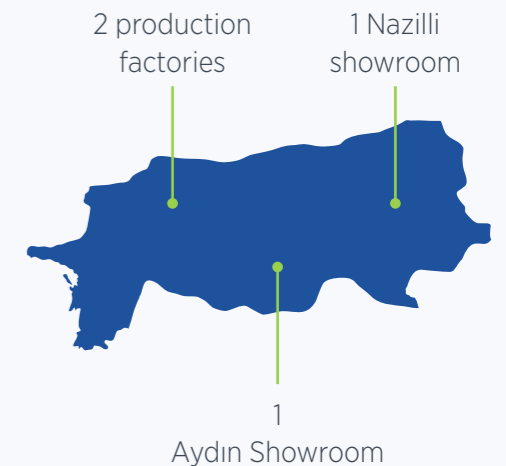 2 production
factories
1 Nazilli
showroom
1
Aydın Showroom